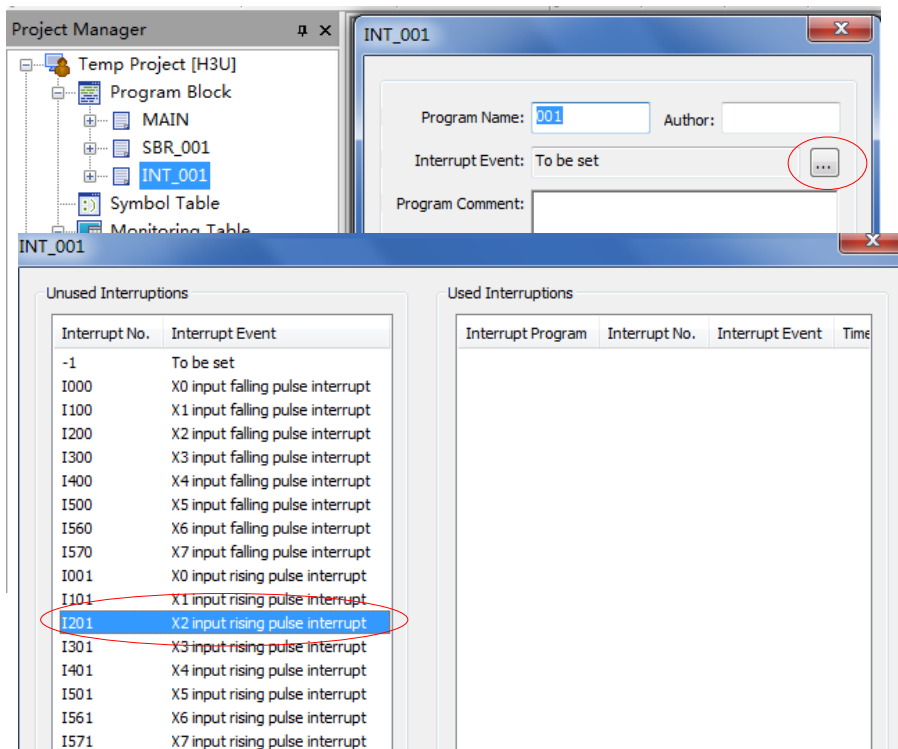 Project Manager
Temp Project [H3U]
Program Block
MAIN
SBR_001
INT_001
Symbol Table
Monitoring Table
INT_001
Program Name: 001 Author:
Interrupt Event: To be set ...
Program Comment:
INT_001
Unused Interruptions
Interrupt No. Interrupt Event
-1 To be set
I000 X0 input falling pulse interrupt
I100 X1 input falling pulse interrupt
I200 X2 input falling pulse interrupt
I300 X3 input falling pulse interrupt
I400 X4 input falling pulse interrupt
I500 X5 input falling pulse interrupt
I560 X6 input falling pulse interrupt
I570 X7 input falling pulse interrupt
I001 X0 input rising pulse interrupt
I101 X1 input rising pulse interrupt
I201 X2 input rising pulse interrupt
I301 X3 input rising pulse interrupt
I401 X4 input rising pulse interrupt
I501 X5 input rising pulse interrupt
I561 X6 input rising pulse interrupt
I571 X7 input rising pulse interrupt
Used Interruptions
Interrupt Program Interrupt No. Interrupt Event Time